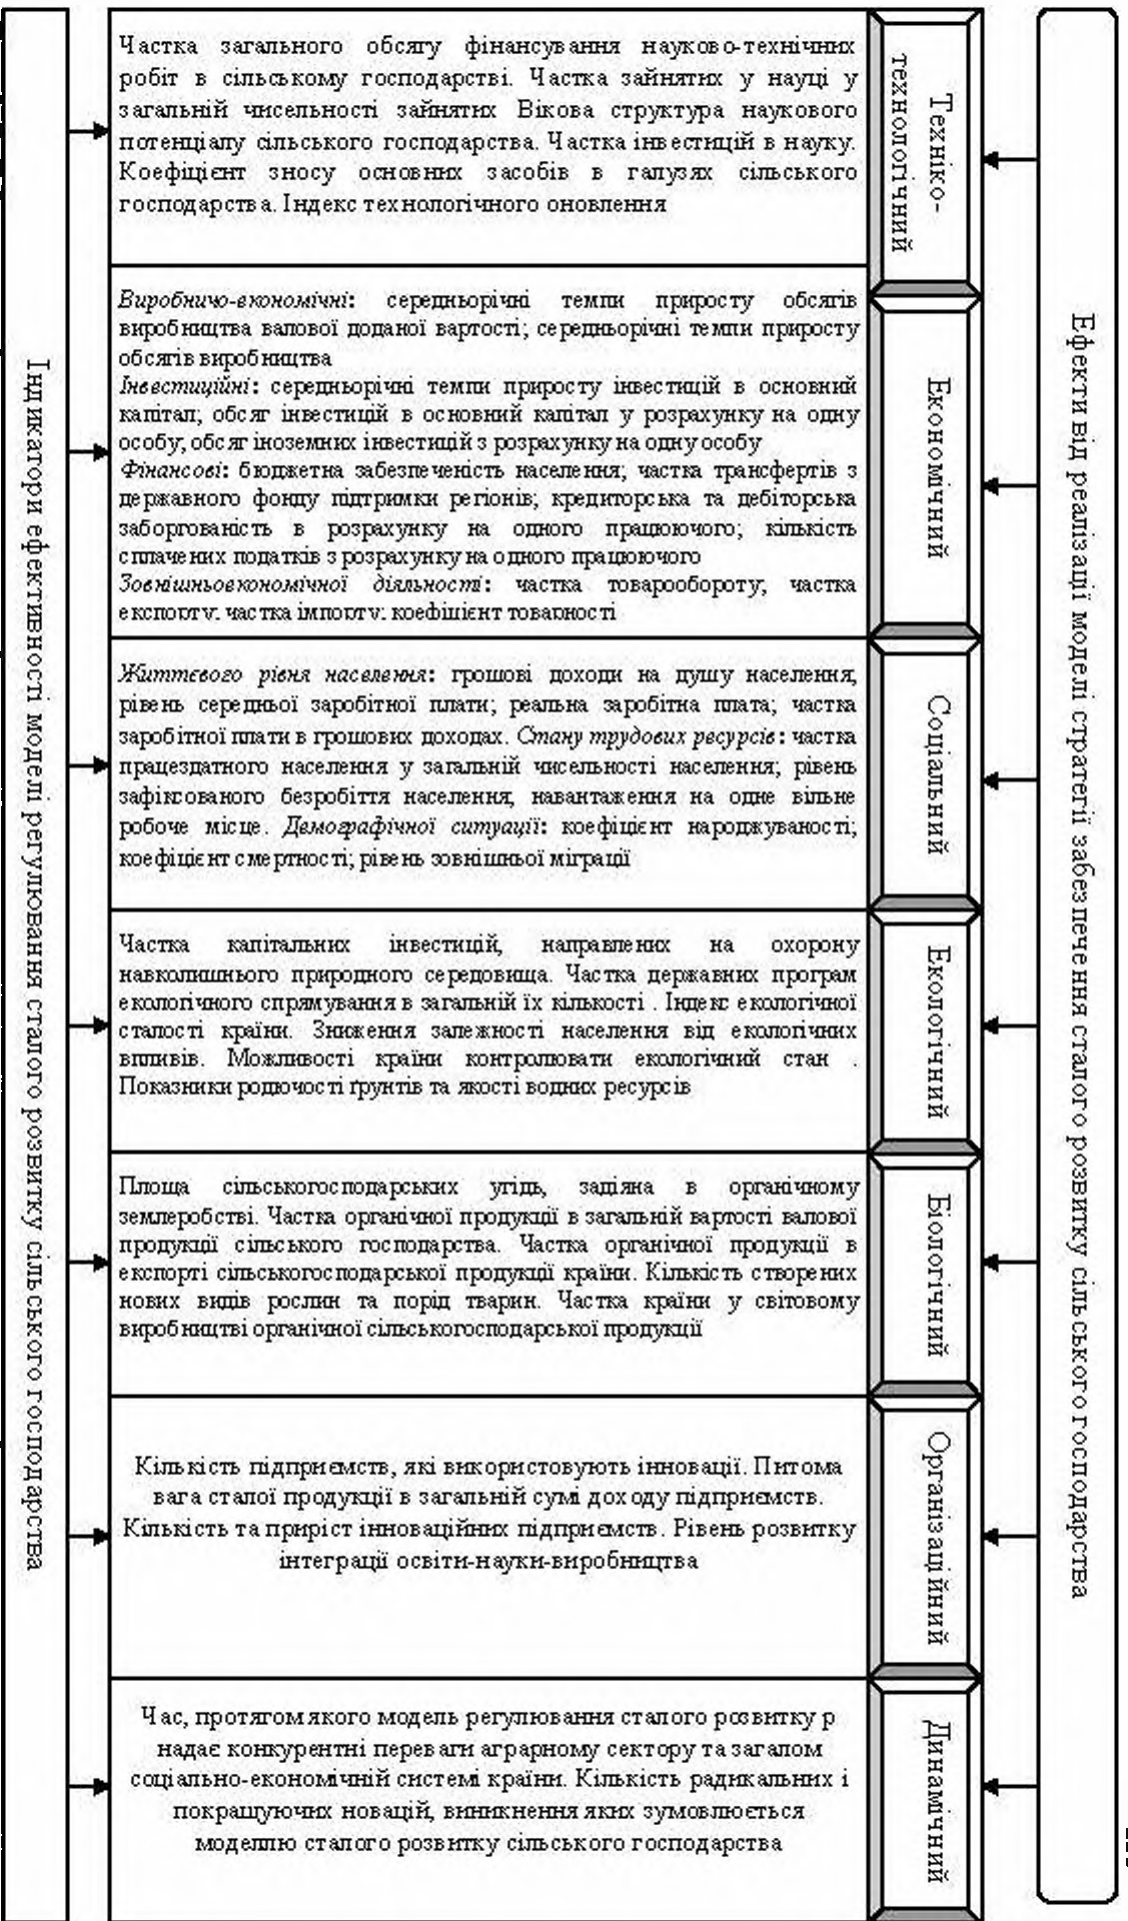 Індикатори ефективності моделі регулювання сталого розвитку сільського господарства
Частка загального обсягу фінансування науково-технічних
робіт в сільському господарстві. Частка зайнятих у науці у
загальній чисельності зайнятих Вікова структура наукового
потенціалу сільського господарства. Частка інвестицій в науку.
Коефіцієнт зносу основних засобів в галузях сільського
господарства. Індекс технологічного оновлення
Техніко-
технологічний
Виробничо-економічні: середньорічні темпи приросту обсягів
виробництва валової доданої вартості; середньорічні темпи приросту
обсягів виробництва
Інвестиційні: середньорічні темпи приросту інвестицій в основний
капітал; обсяг інвестицій в основний капітал у розрахунку на одну
особу; обсяг іноземних інвестицій з розрахунку на одну особу
Фінансові: бюджетна забезпеченість населення; частка трансфертів з
державного фонду підтримки регіонів; кредиторська та дебіторська
заборгованість в розрахунку на одного працюючого; кількість
сплачених податків з розрахунку на одного працюючого
Зовнішньоекономічної діяльності: частка товарообороту; частка
експорту; частка імпорту; коефіцієнт товарності
Економічний
Життєвого рівня населення: грошові доходи на душу населення;
рівень середньої заробітної плати; реальна заробітна плата; частка
заробітної плати в грошових доходах. Стану трудових ресурсів: частка
працездатного населення у загальній чисельності населення; рівень
зафіксованого безробіття населення; навантаження на одне вільне
робоче місце. Демографічної ситуації: коефіцієнт народжуваності;
коефіцієнт смертності; рівень зовнішньої міграції
Соціальний
Частка капітальних інвестицій, направлених на охорону
навколишнього природного середовища. Частка державних програм
екологічного спрямування в загальній їх кількості . Індекс екологічної
сталості країни. Зниження залежності населення від екологічних
впливів. Можливості країни контролювати екологічний стан .
Показники родючості ґрунтів та якості водних ресурсів
Екологічний
Площа сільськогосподарських угідь, задіяна в органічному
землеробстві. Частка органічної продукції в загальній вартості валової
продукції сільського господарства. Частка органічної продукції в
експорті сільськогосподарської продукції країни. Кількість створених
нових видів рослин та порід тварин. Частка країни у світовому
виробництві органічної сільськогосподарської продукції
Біологічний
Кількість підприємств, які використовують інновації. Питома
вага сталої продукції в загальній сумі доходу підприємств.
Кількість та приріст інноваційних підприємств. Рівень розвитку
інтеграції освіти-науки-виробництва
Організаційний
Час, протягом якого модель регулювання сталого розвитку р
надає конкурентні переваги аграрному сектору та загалом
соціально-економічній системі країни. Кількість радикальних і
покращуючих новацій, виникнення яких зумовлюється
моделлю сталого розвитку сільського господарства
Динамічний
Ефекти від реалізації моделі стратегії забезпечення сталого розвитку сільського господарства